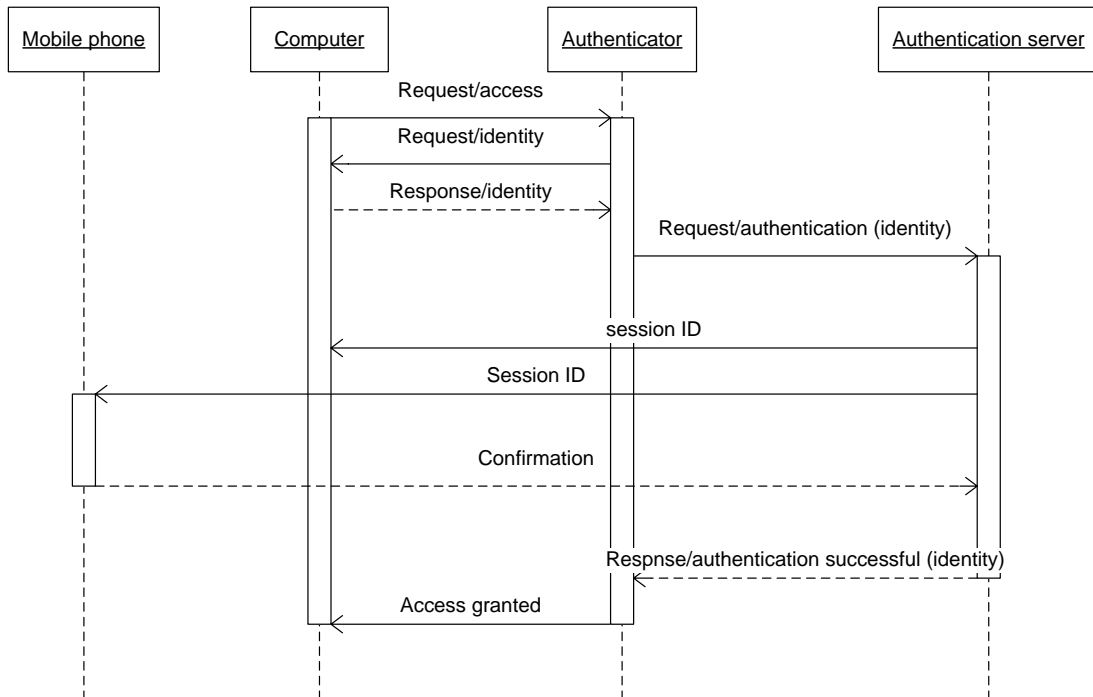 Mobile phone
Computer
Authenticator
Authentication server
Request/access
Request/identity
Response/identity
Request/authentication (identity)
session ID
Session ID
Confirmation
Respnse/authentication successful (identity)
Access granted